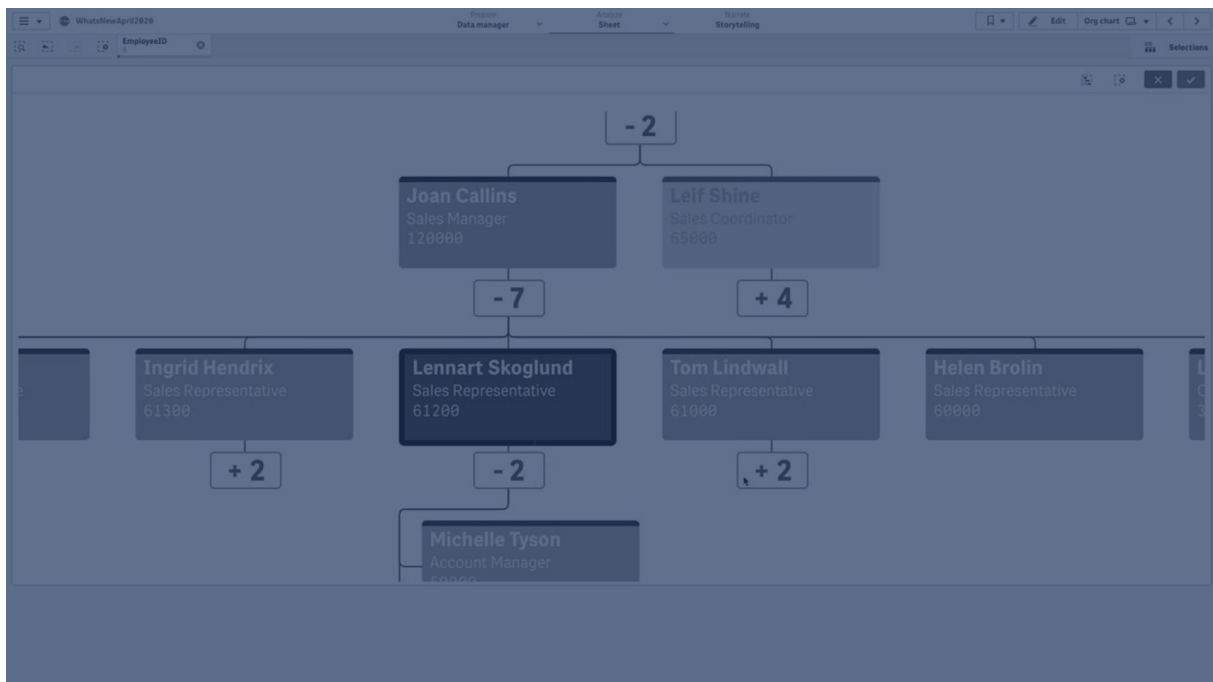 WhatsNewApril2020
Prepare
Data manager
Analyze
Sheet
Narrate
Storytelling
Edit
Org chart
EmployeeID
Selections
- 2
Joan Callins
Sales Manager
120000
Leif Shine
Sales Coordinator
65000
- 7
+ 4
Ingrid Hendrix
Sales Representative
61300
Lennart Skoglund
Sales Representative
61200
Tom Lindwall
Sales Representative
61000
Helen Brolin
Sales Representative
60000
+ 2
- 2
+ 2
Michelle Tyson
Account Manager